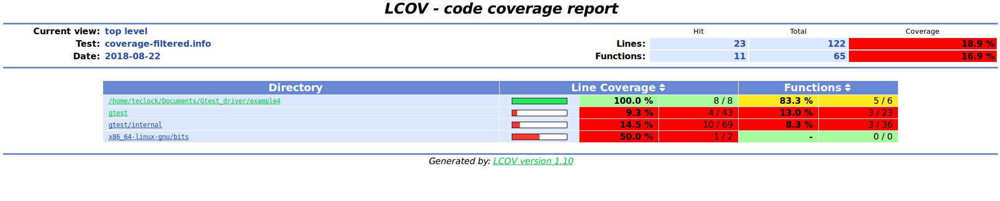 LCOV - code coverage report
Current view: top level Hit Total Coverage
Test: coverage-filtered.info Lines: 23 122 18.9 %
Date: 2018-08-22 Functions: 11 65 16.9 %
Directory Line Coverage Functions
/home/teclock/Documents/Gtest_driver/example4 100.0 % 8 / 8 83.3 % 5 / 6
gtest 9.3 % 4 / 43 13.0 % 3 / 23
gtest/internal 14.5 % 10 / 69 8.3 % 3 / 36
x86_64-linux-gnu/bits 50.0 % 1 / 2 - 0 / 0
Generated by: LCOV version 1.10